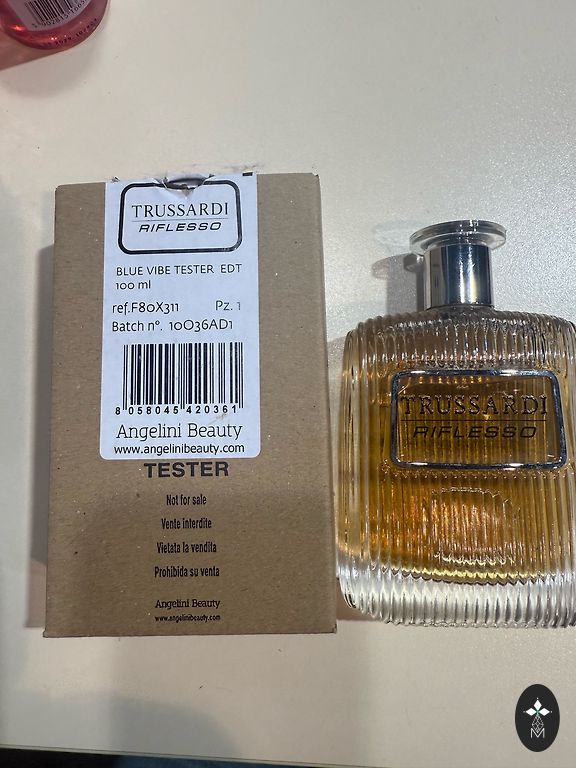 TRUSSARDI
RIFLESSO
BLUE VIBE TESTER EDT
100 ml
ref.F80X311 Pz. 1
Batch n°. 10O36AD1
8 058045 420361
Angelini Beauty
www.angelinibeauty.com
TESTER
Not for sale
Vente interdite
Vietata la vendita
Prohibida su venta
Angelini Beauty
www.angelinibeauty.com
TRUSSARDI
RIFLESSO
M